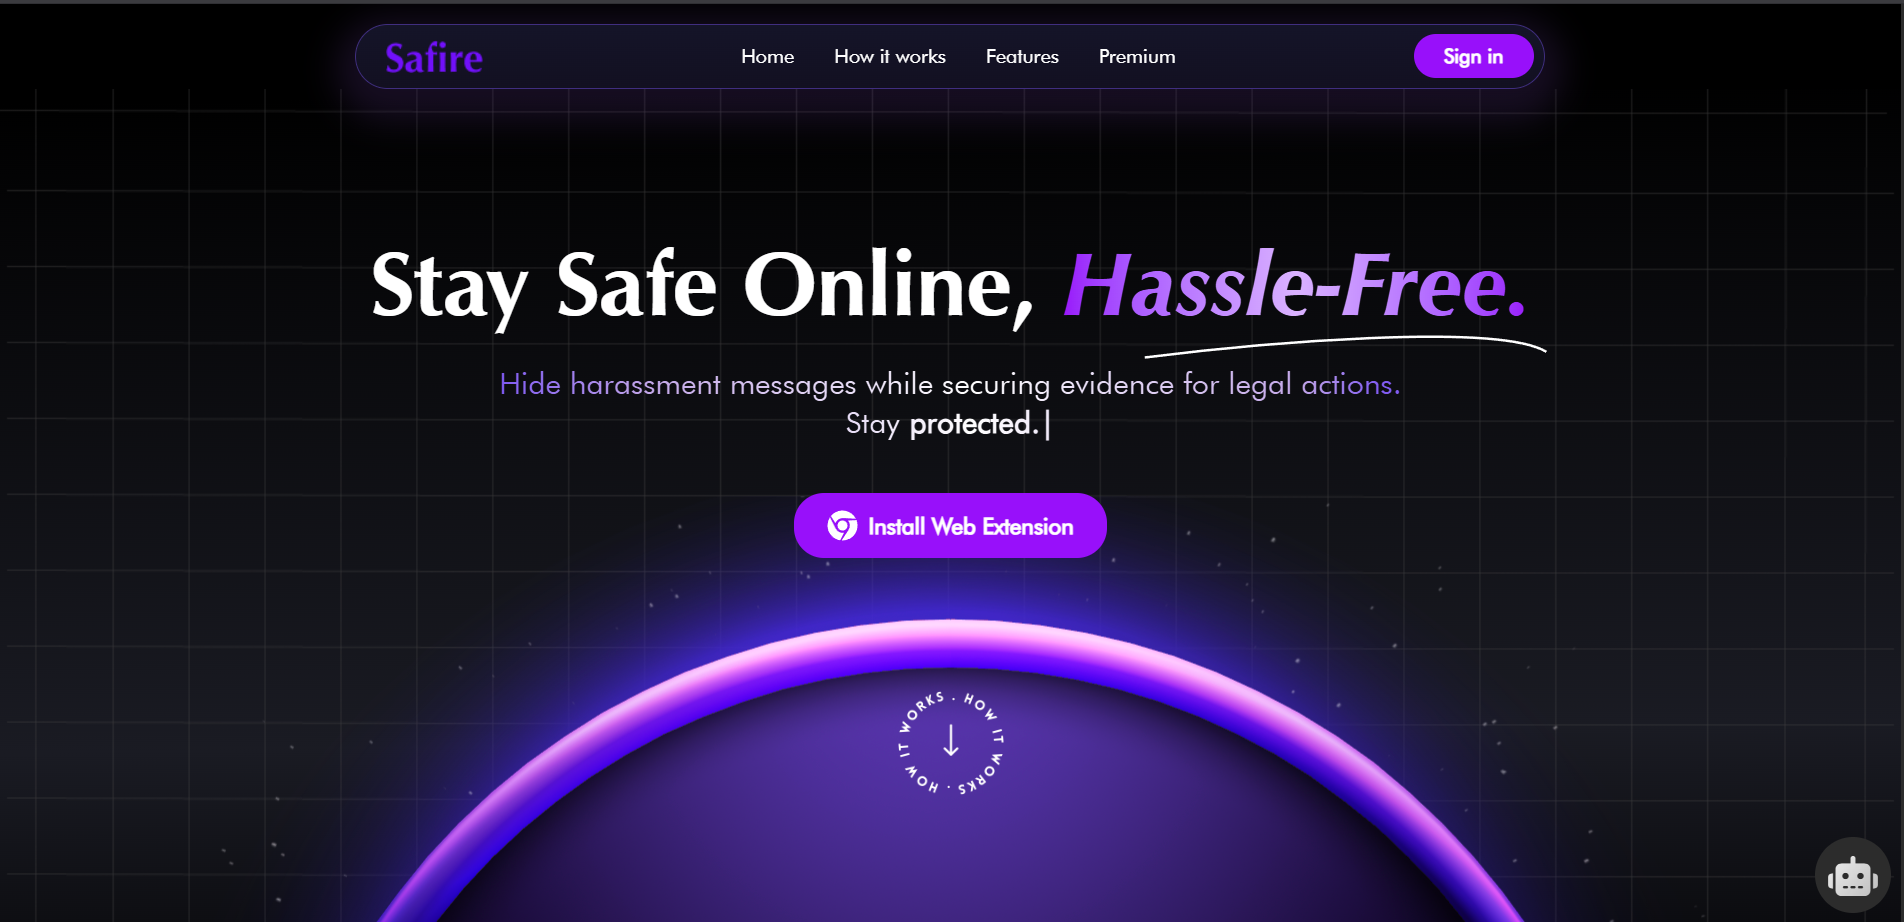 Safire
Home
How it works
Features
Premium
Sign in
Stay Safe Online, Hassle-Free.
Hide harassment messages while securing evidence for legal actions.
Stay protected.|
Install Web Extension
HOW IT WORKS . HOW IT WORKS .